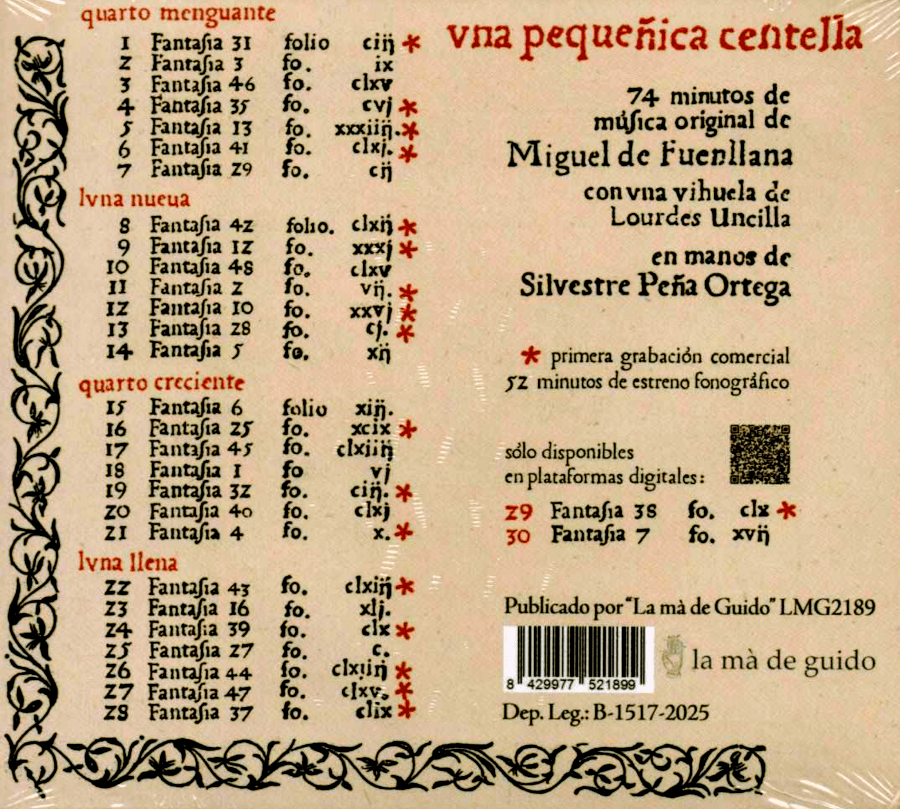 quarto menguante
1 Fantasia 31 folio ciij *
2 Fantasia 3 fo. ix
3 Fantasia 46 fo. clxv
4 Fantasia 35 fo. cvj *
5 Fantasia 13 fo. xxxiiij. *
6 Fantasia 41 fo. clxj. *
7 Fantasia 29 fo. cij
lvna nueua
8 Fantasia 42 folio. clxij *
9 Fantasia 12 fo. xxxj *
10 Fantasia 48 fo. clxv
11 Fantasia 2 fo. vij. *
12 Fantasia 10 fo. xxvj *
13 Fantasia 28 fo. cj. *
14 Fantasia 5 fo. xij
quarto creciente
15 Fantasia 6 folio xiij.
16 Fantasia 25 fo. xcix *
17 Fantasia 45 fo. clxiiij
18 Fantasia 1 fo vj
19 Fantasia 32 fo. ciij. *
20 Fantasia 40 fo. clxj
21 Fantasia 4 fo. x. *
lvna llena
22 Fantasia 43 fo. clxiij *
23 Fantasia 16 fo. xlj.
24 Fantasia 39 fo. clx *
25 Fantasia 27 fo. c.
26 Fantasia 44 fo. clxiiij *
27 Fantasia 47 fo. clxv. *
28 Fantasia 37 fo. clix *
vna pequeñica centella
74 minutos de
música original de
Miguel de Fuenllana
con vna vihuela de
Lourdes Uncilla
en manos de
Silvestre Peña Ortega
* primera grabación comercial
52 minutos de estreno fonográfico
sólo disponibles
en plataformas digitales:
29 Fantasia 38 fo. clx *
30 Fantasia 7 fo. xvij
Publicado por "La mà de Guido" LMG2189
8 429977 521899
la mà de guido
Dep. Leg.: B-1517-2025